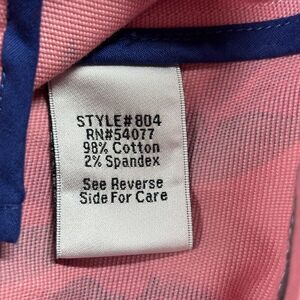 STYLE#804
RN#54077
98% Cotton
2% Spandex
See Reverse
Side For Care